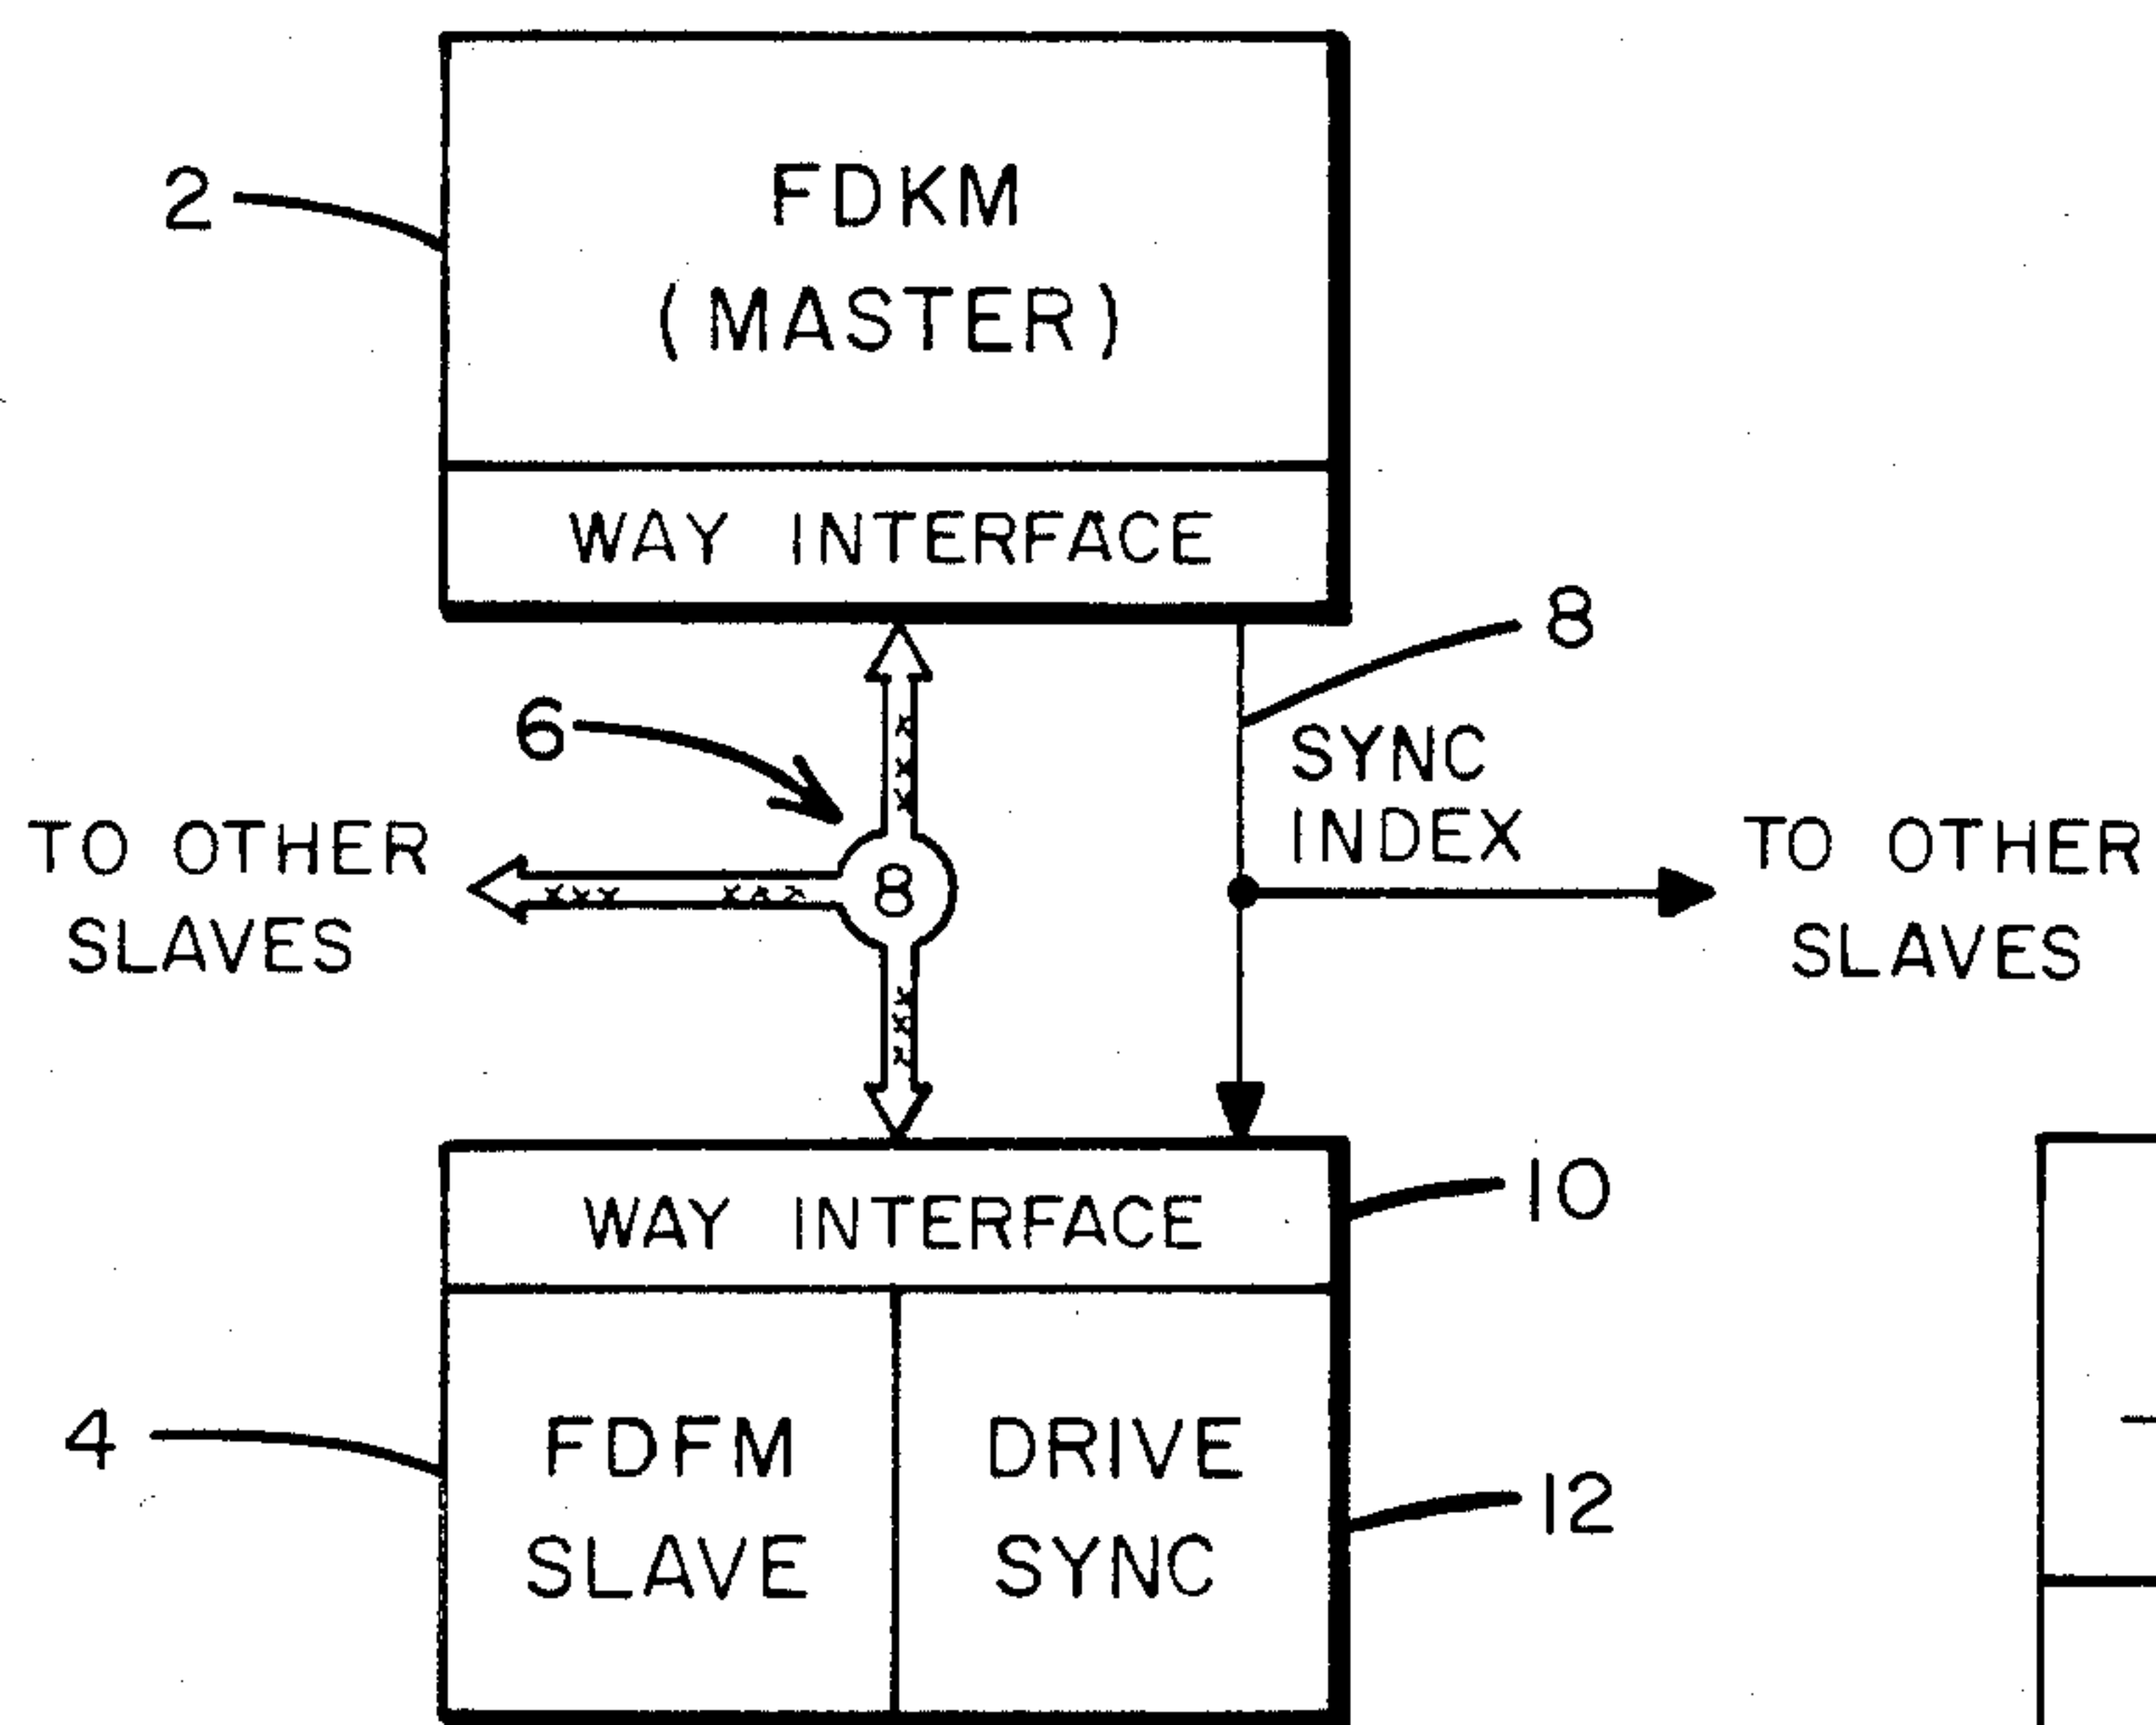 2
FDKM
(MASTER)
WAY INTERFACE
8
6
SYNC
INDEX
TO OTHER
SLAVES
8
TO OTHER
SLAVES
WAY INTERFACE
10
4
FDFM
SLAVE
DRIVE
SYNC
12